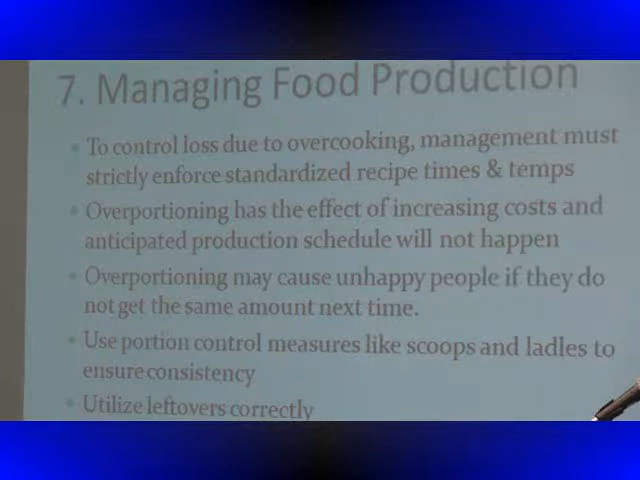 7. Managing Food Production
• To control loss due to overcooking, management must
strictly enforce standardized recipe times & temps
• Overportioning has the effect of increasing costs and
anticipated production schedule will not happen
• Overportioning may cause unhappy people if they do
not get the same amount next time.
• Use portion control measures like scoops and ladles to
ensure consistency
• Utilize leftovers correctly